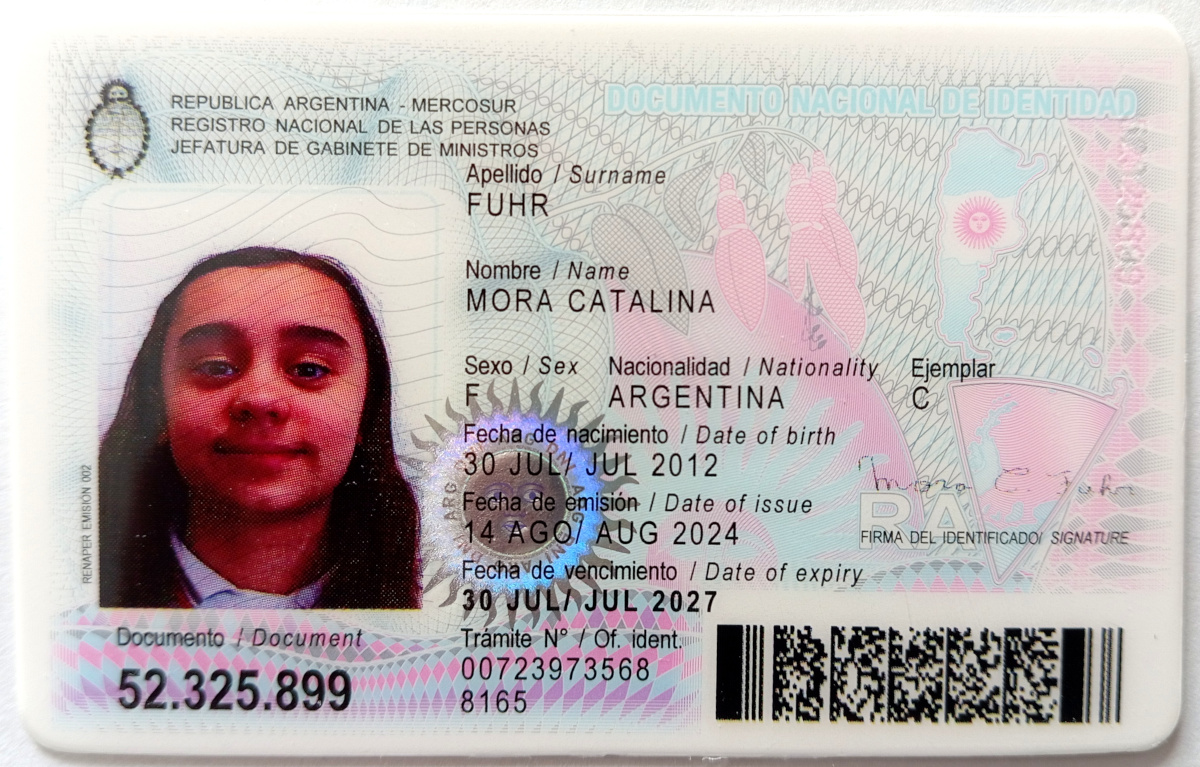 REPUBLICA ARGENTINA - MERCOSUR
REGISTRO NACIONAL DE LAS PERSONAS
JEFATURA DE GABINETE DE MINISTROS
DOCUMENTO NACIONAL DE IDENTIDAD
Apellido / Surname
FUHR
Nombre / Name
MORA CATALINA
Sexo / Sex Nacionalidad / Nationality Ejemplar
F ARGENTINA C
Fecha de nacimiento / Date of birth
30 JUL/ JUL 2012
Fecha de emisión / Date of issue
14 AGO/ AUG 2024
Fecha de vencimiento / Date of expiry
30 JUL/ JUL 2027
Mora C Fuhr
RA
FIRMA DEL IDENTIFICADO/ SIGNATURE
RENAPER EMISION 002
Documento / Document
52.325.899
Trámite N° / Of. ident.
00723973568
8165